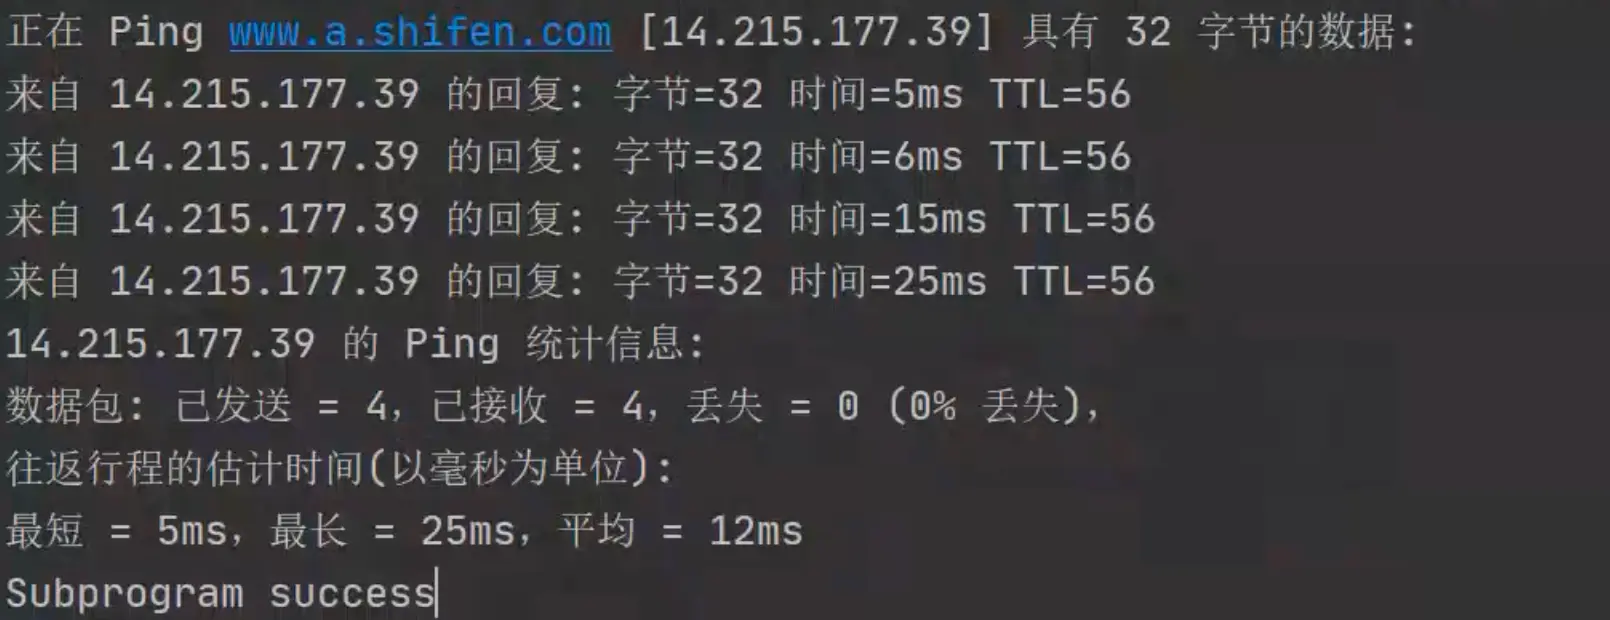 正在 Ping www.a.shifen.com [14.215.177.39] 具有 32 字节的数据:
来自 14.215.177.39 的回复: 字节=32 时间=5ms TTL=56
来自 14.215.177.39 的回复: 字节=32 时间=6ms TTL=56
来自 14.215.177.39 的回复: 字节=32 时间=15ms TTL=56
来自 14.215.177.39 的回复: 字节=32 时间=25ms TTL=56
14.215.177.39 的 Ping 统计信息:
数据包: 已发送 = 4，已接收 = 4，丢失 = 0 (0% 丢失)，
往返行程的估计时间(以毫秒为单位):
最短 = 5ms，最长 = 25ms，平均 = 12ms
Subprogram success